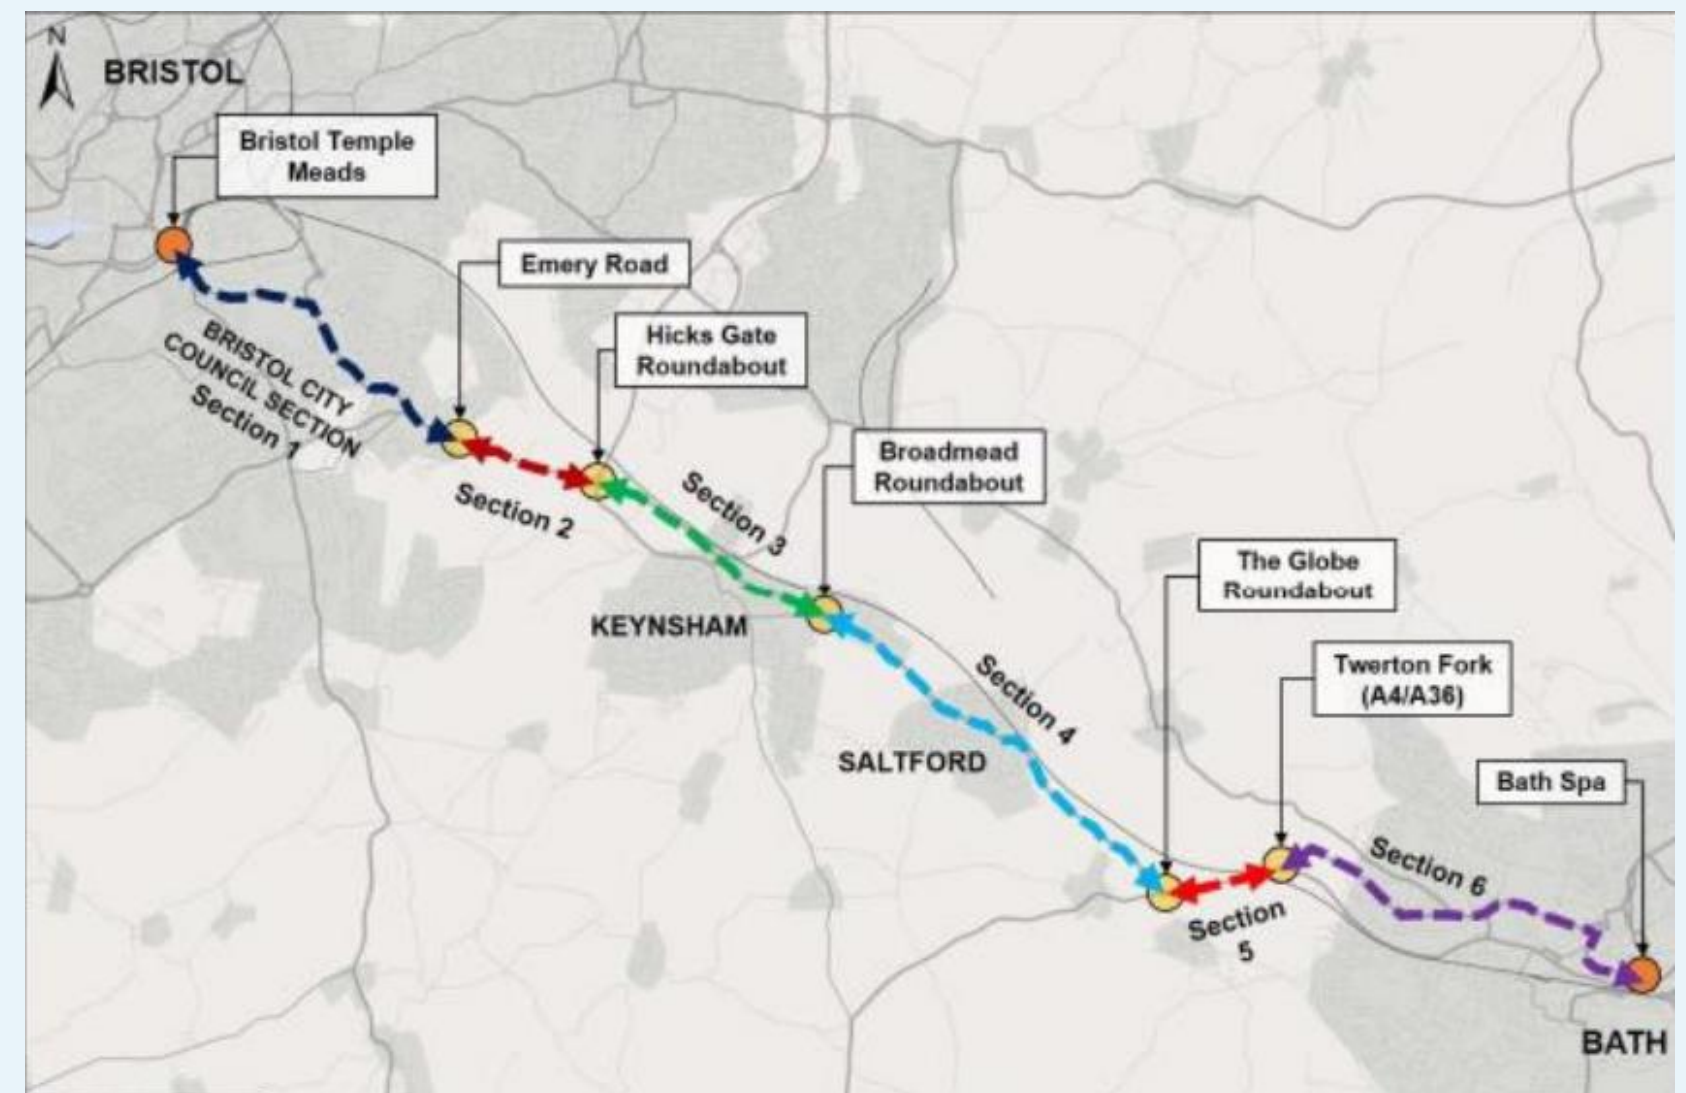 N
BRISTOL
Bristol Temple
Meads
Emery Road
Hicks Gate
Roundabout
BRISTOL CITY
COUNCIL SECTION
Section 1
Section 2
Section 3
Broadmead
Roundabout
KEYNSHAM
The Globe
Roundabout
Section 4
Twerton Fork
(A4/A36)
SALTFORD
Bath Spa
Section 6
Section
5
BATH